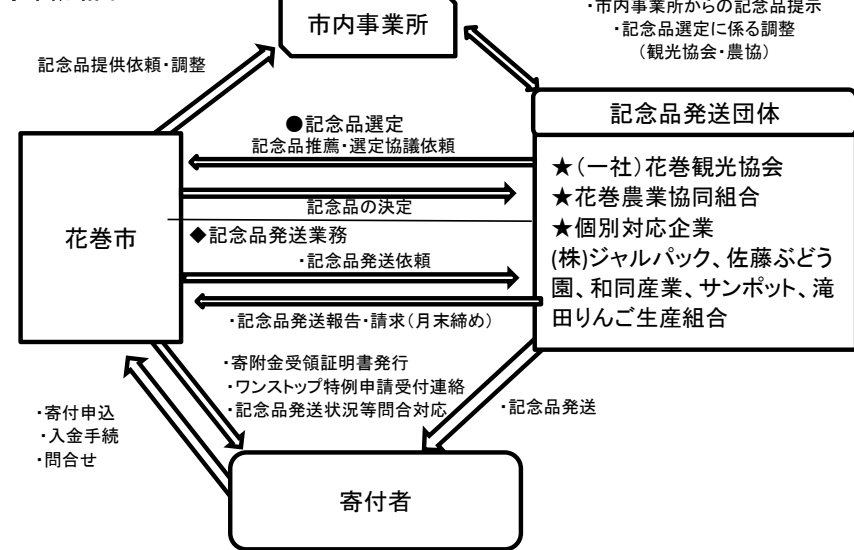 市内事業所
・市内事業所からの記念品提示
・記念品選定に係る調整
（観光協会・農協）
記念品提供依頼・調整
記念品発送団体
●記念品選定
記念品推薦・選定協議依頼
★（一社）花巻観光協会
★花巻農業協同組合
★個別対応企業
(株)ジャルパック、佐藤ぶどう
園、和同産業、サンポット、滝
田りんご生産組合
記念品の決定
花巻市
◆記念品発送業務
・記念品発送依頼
・記念品発送報告・請求（月末締め）
・寄附金受領証明書発行
・ワンストップ特例申請受付連絡
・記念品発送状況等問合対応
・記念品発送
・寄付申込
・入金手続
・問合せ
寄付者